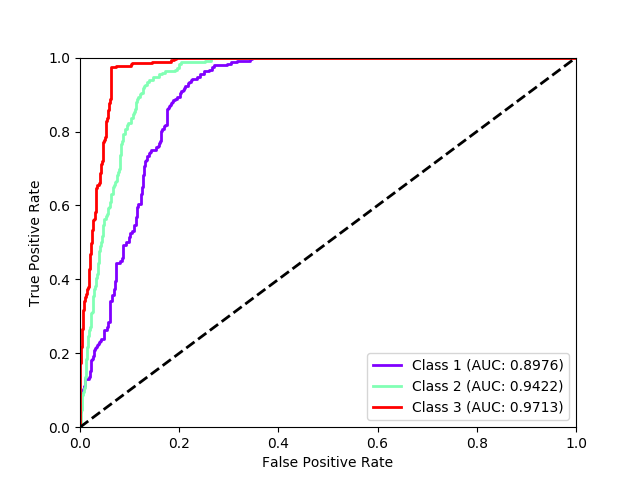 1.0
0.8
0.6
0.4
0.2
0.0
True Positive Rate
Class 1 (AUC: 0.8976)
Class 2 (AUC: 0.9422)
Class 3 (AUC: 0.9713)
0.0 0.2 0.4 0.6 0.8 1.0
False Positive Rate